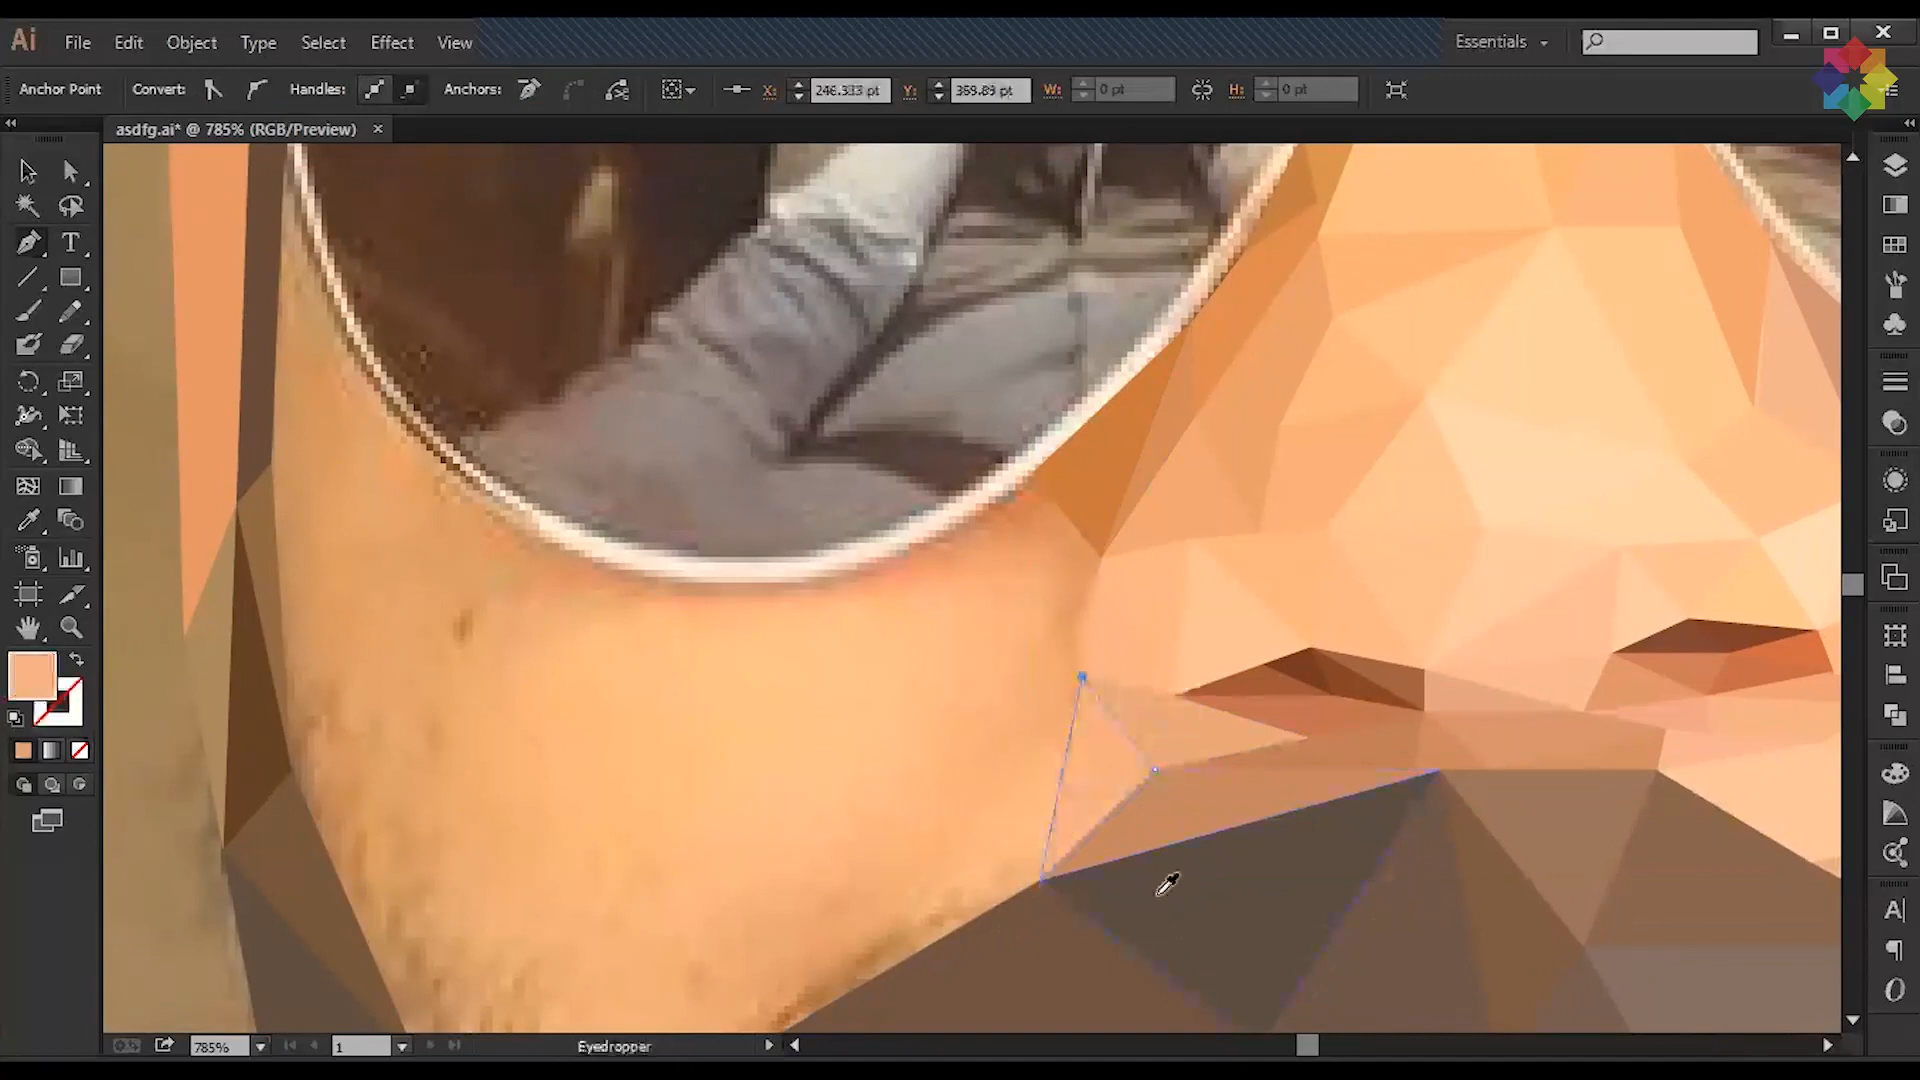 Ai File Edit Object Type Select Effect View Essentials
Anchor Point Convert: Handles: Anchors: X: 246.333 pt Y: 369.89 pt W: 0 pt H: 0 pt
asdfg.ai* @ 785% (RGB/Preview)
T
A
785% 1 Eyedropper